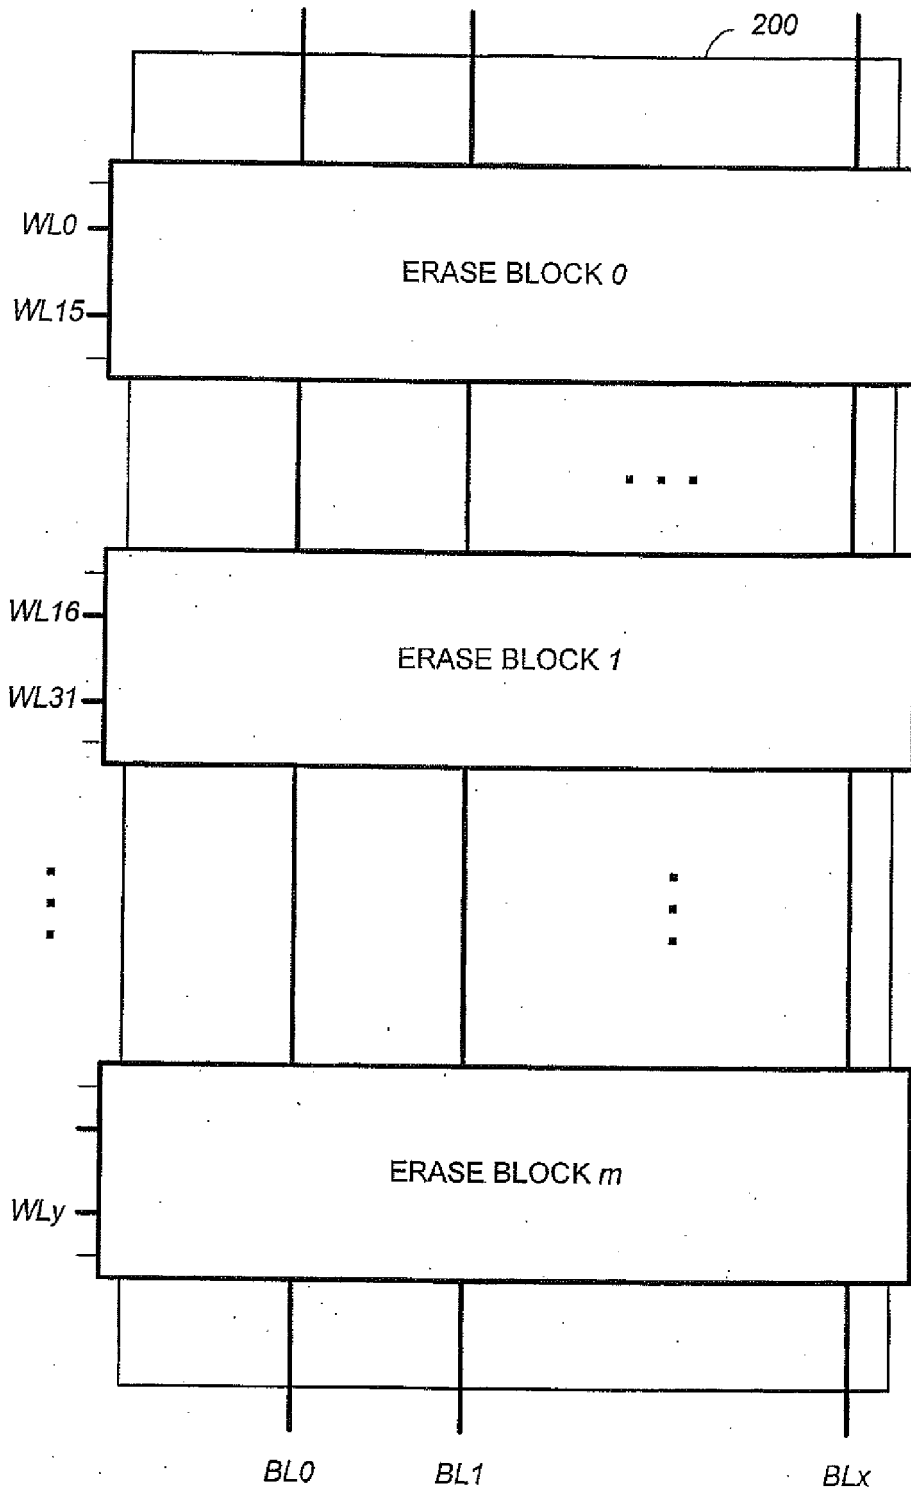 200
WL0
ERASE BLOCK 0
WL15
WL16
ERASE BLOCK 1
WL31
ERASE BLOCK m
WLy
BL0 BL1 BLx